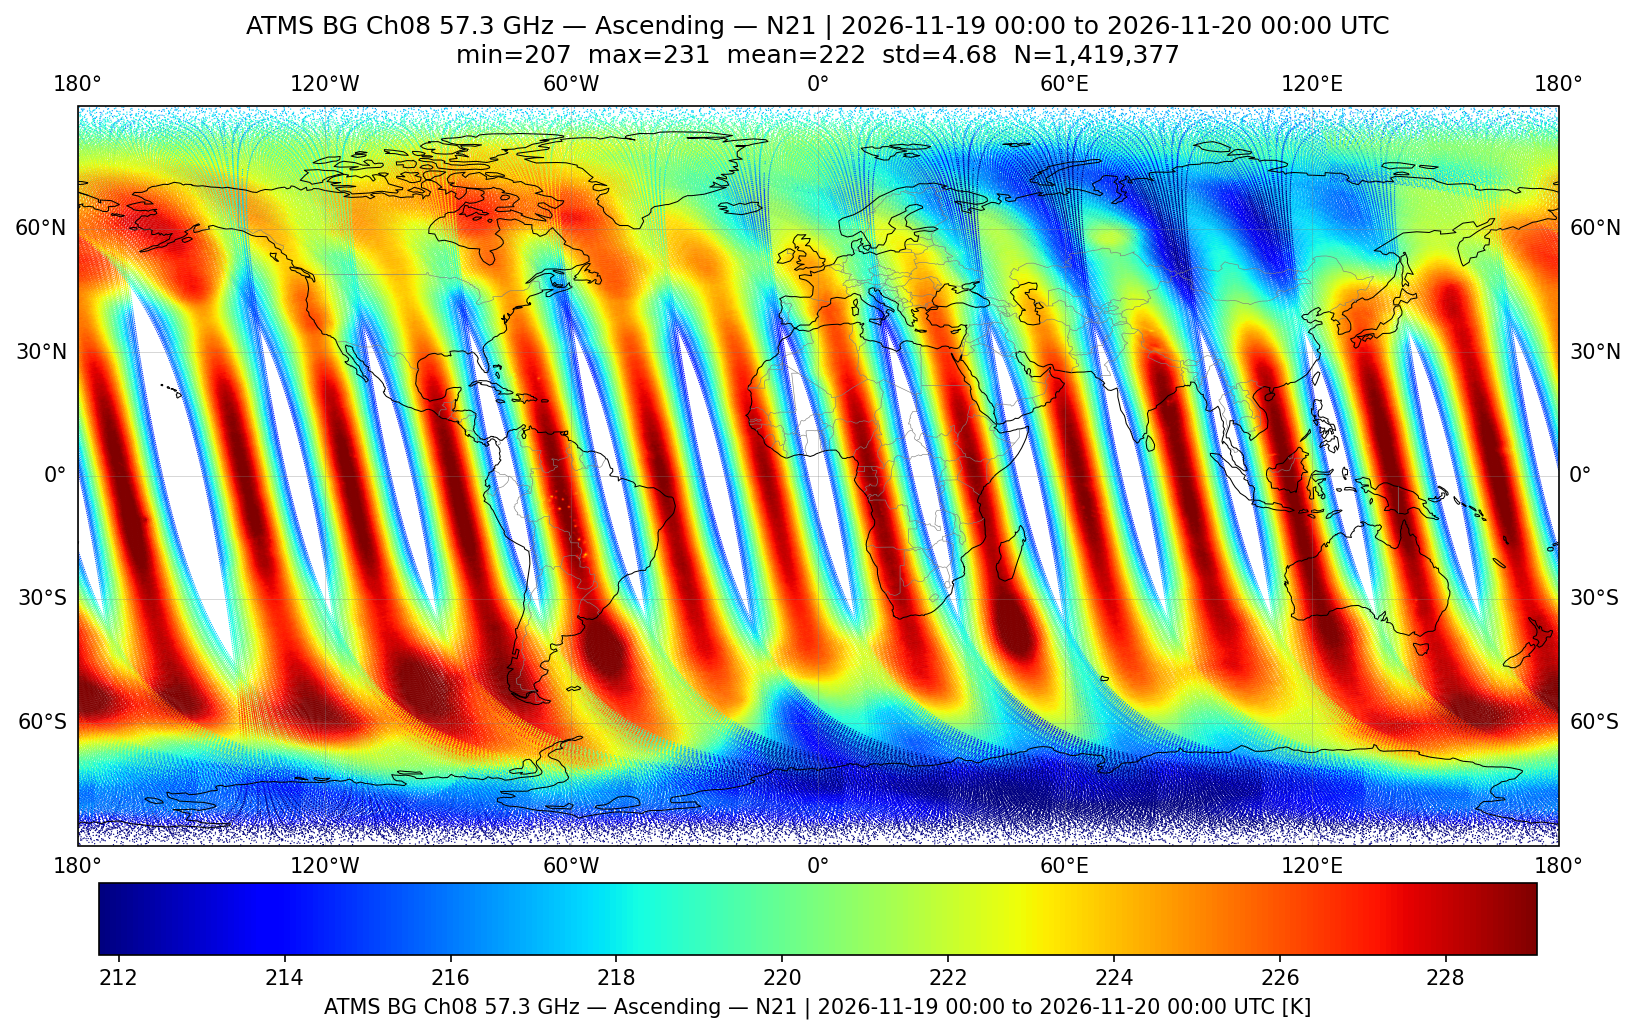 ATMS BG Ch08 57.3 GHz — Ascending — N21 | 2026-11-19 00:00 to 2026-11-20 00:00 UTC
min=207  max=231  mean=222  std=4.68  N=1,419,377
180° 120°W 60°W 0° 60°E 120°E 180°
60°N 60°N
30°N 30°N
0° 0°
30°S 30°S
60°S 60°S
180° 120°W 60°W 0° 60°E 120°E 180°
212 214 216 218 220 222 224 226 228
ATMS BG Ch08 57.3 GHz — Ascending — N21 | 2026-11-19 00:00 to 2026-11-20 00:00 UTC [K]